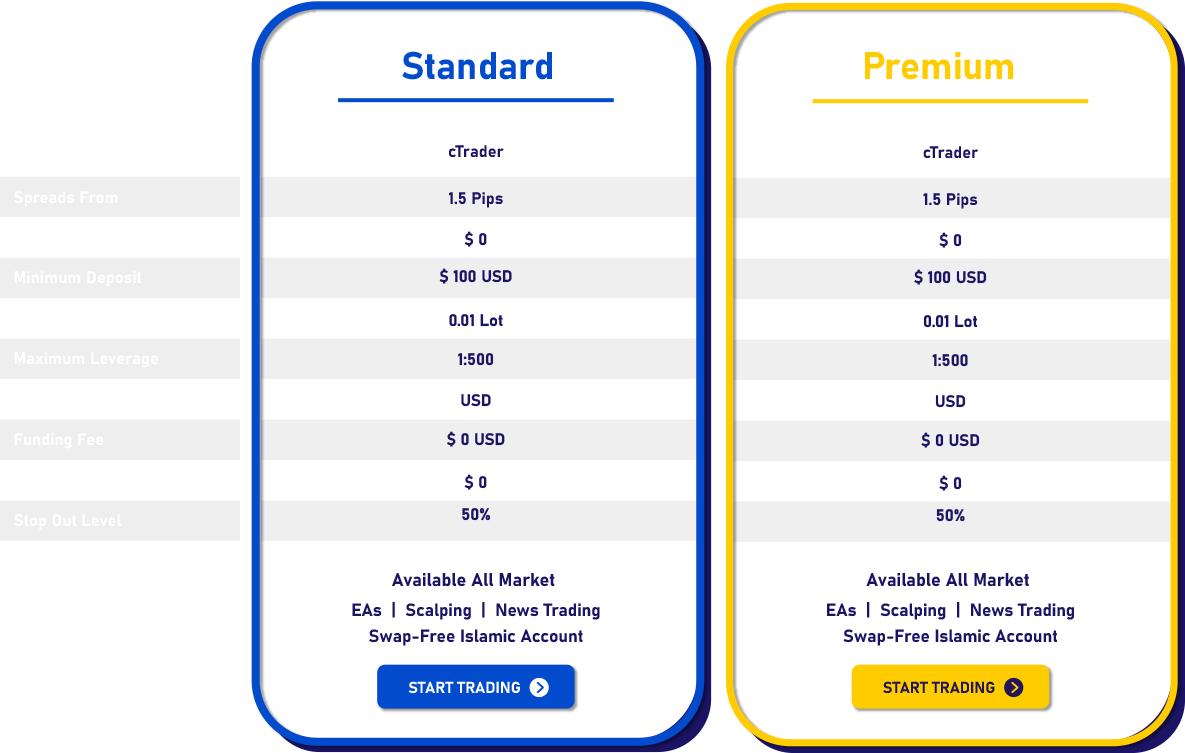 Standard
Premium
cTrader
cTrader
Spreads From
1.5 Pips
1.5 Pips
$ 0
$ 0
Minimum Deposit
$ 100 USD
$ 100 USD
0.01 Lot
0.01 Lot
Maximum Leverage
1:500
1:500
USD
USD
Funding Fee
$ 0 USD
$ 0 USD
$ 0
$ 0
Stop Out Level
50%
50%
Available All Market
Available All Market
EAs | Scalping | News Trading
EAs | Scalping | News Trading
Swap-Free Islamic Account
Swap-Free Islamic Account
START TRADING
START TRADING